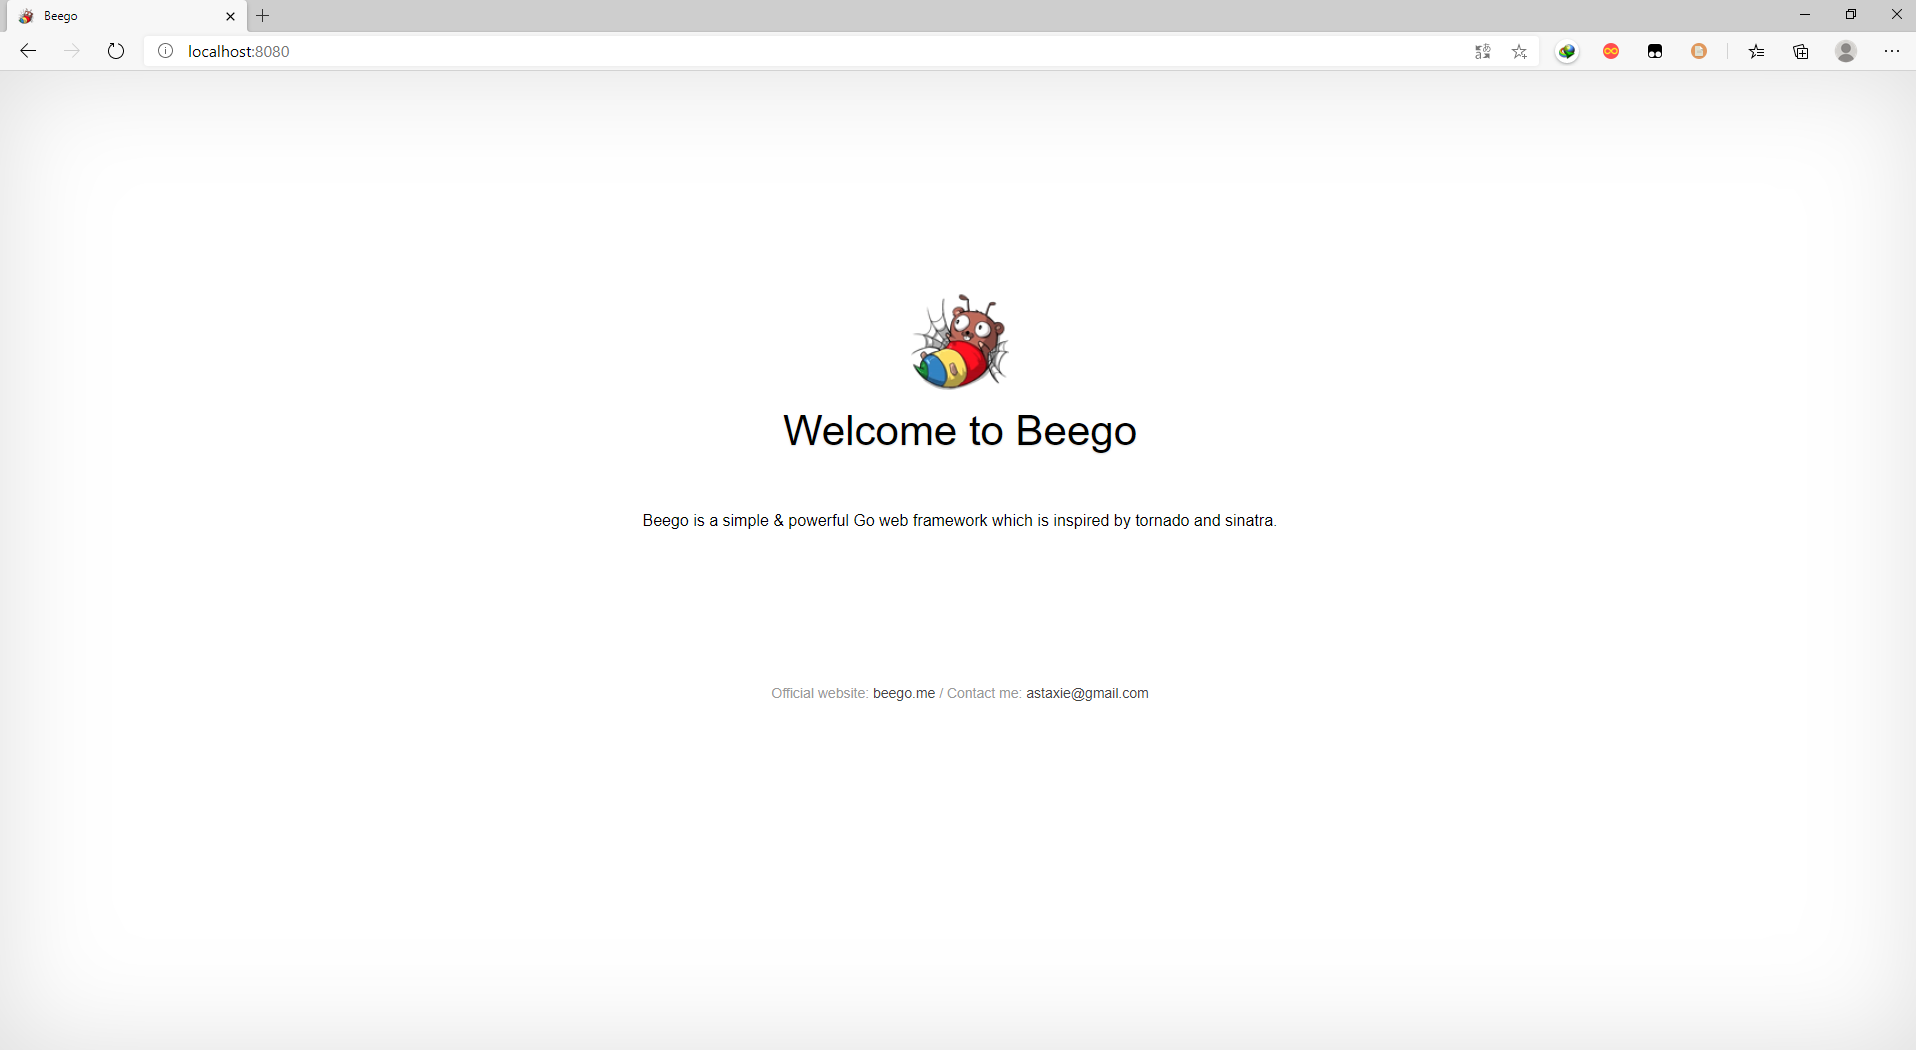 Beego
localhost:8080
Welcome to Beego
Beego is a simple & powerful Go web framework which is inspired by tornado and sinatra.
Official website: beego.me / Contact me: astaxie@gmail.com